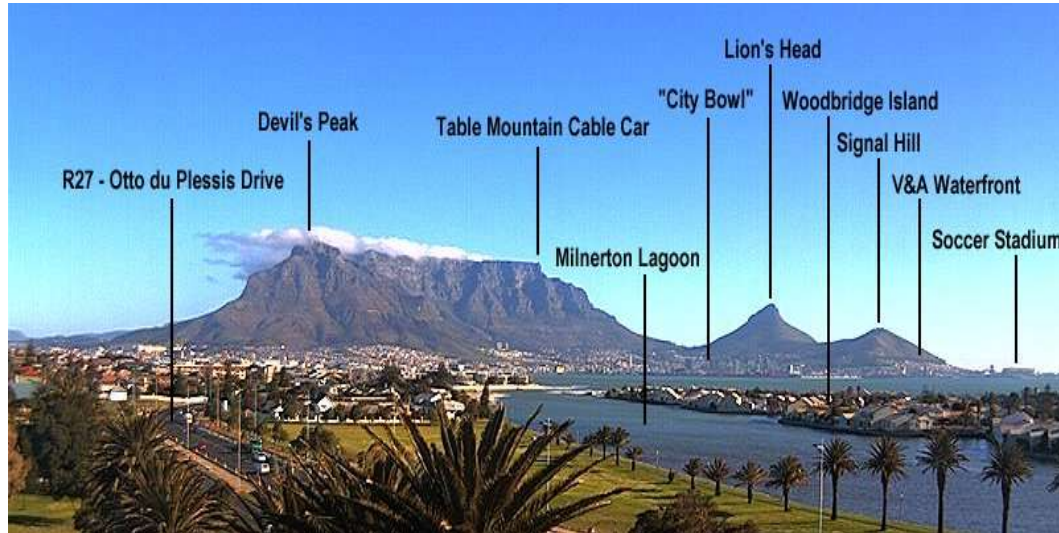 Lion's Head
"City Bowl"
Woodbridge Island
Devil's Peak
Table Mountain Cable Car
Signal Hill
R27 - Otto du Plessis Drive
V&A Waterfront
Milnerton Lagoon
Soccer Stadium